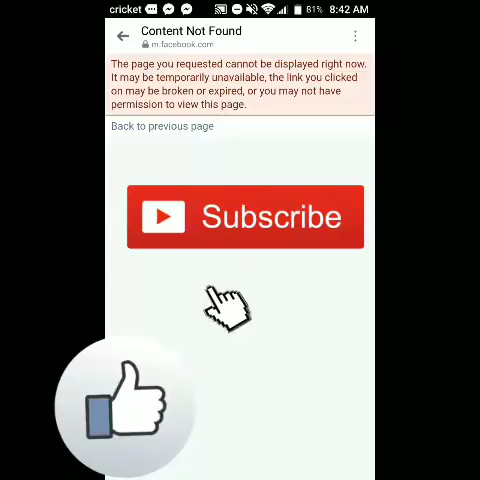 cricket 81% 8:42 AM
Content Not Found
m.facebook.com
The page you requested cannot be displayed right now.
It may be temporarily unavailable, the link you clicked
on may be broken or expired, or you may not have
permission to view this page.
Back to previous page
Subscribe